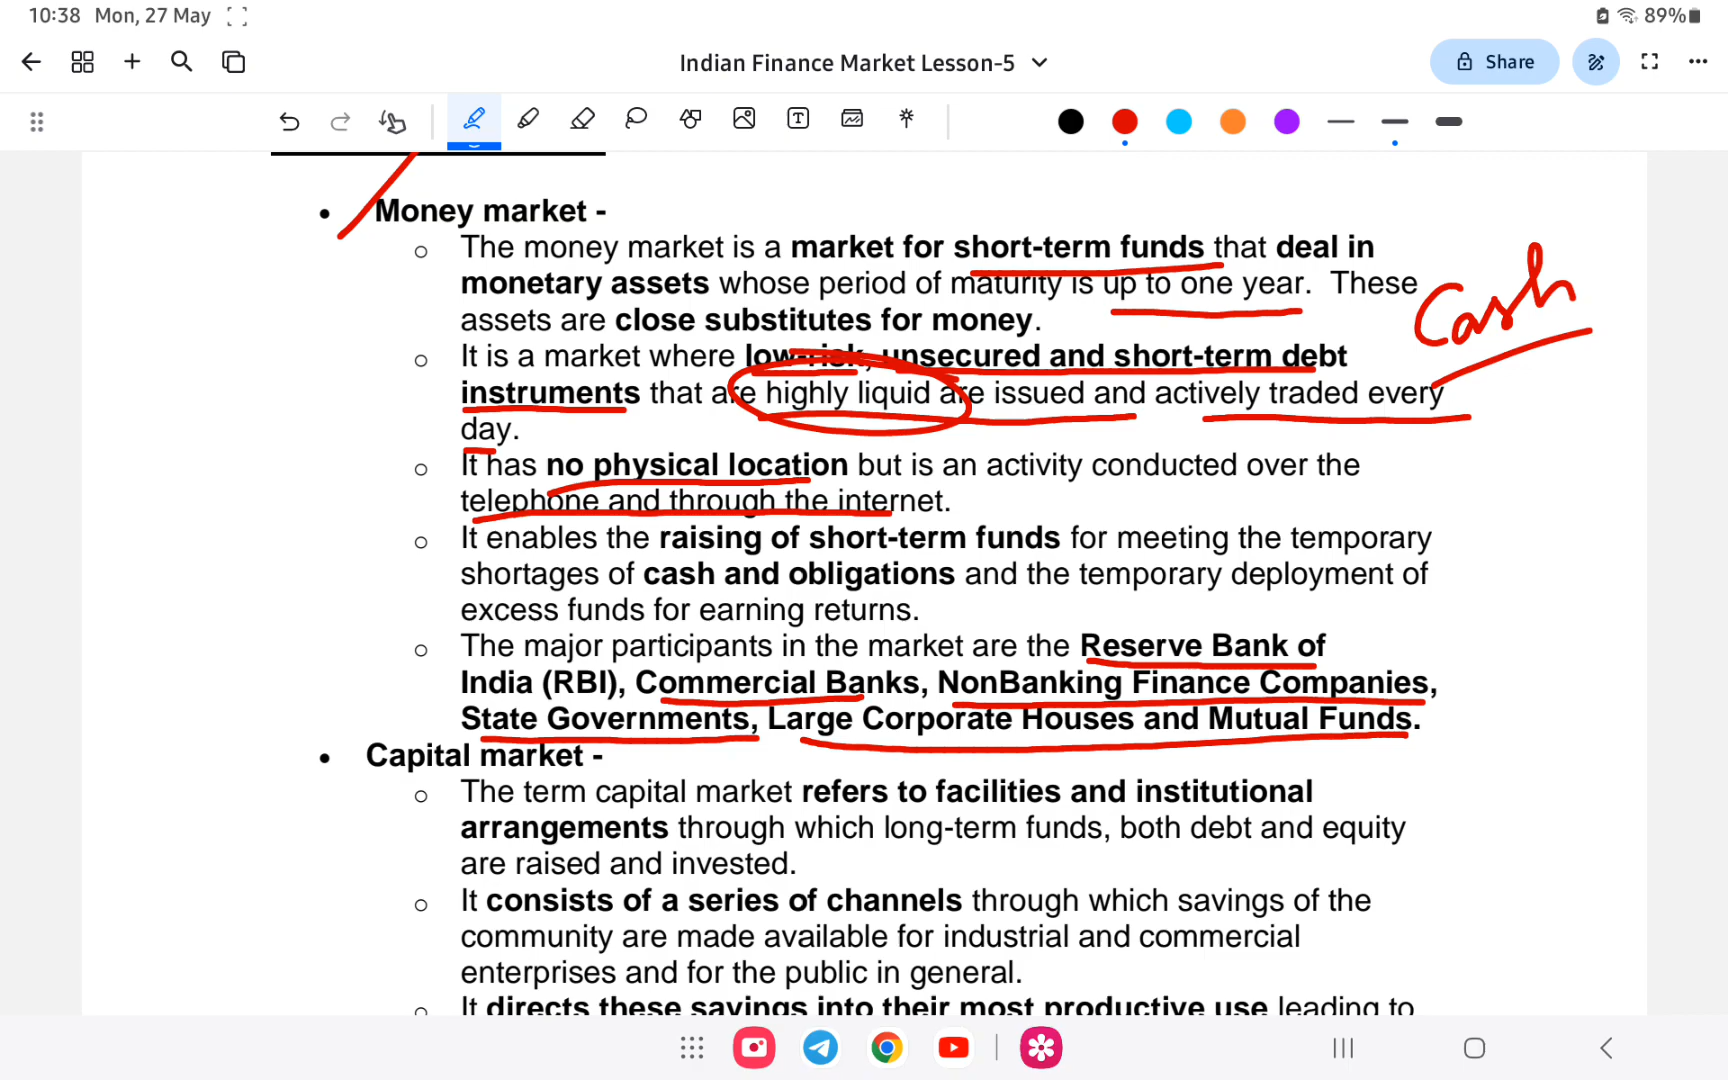 10:38 Mon, 27 May
89%
Indian Finance Market Lesson-5
Share
• Money market -
o The money market is a market for short-term funds that deal in
monetary assets whose period of maturity is up to one year. These
assets are close substitutes for money.
Cash
o It is a market where low-risk, unsecured and short-term debt
instruments that are highly liquid are issued and actively traded every
day.
o It has no physical location but is an activity conducted over the
telephone and through the internet.
o It enables the raising of short-term funds for meeting the temporary
shortages of cash and obligations and the temporary deployment of
excess funds for earning returns.
o The major participants in the market are the Reserve Bank of
India (RBI), Commercial Banks, NonBanking Finance Companies,
State Governments, Large Corporate Houses and Mutual Funds.
• Capital market -
o The term capital market refers to facilities and institutional
arrangements through which long-term funds, both debt and equity
are raised and invested.
o It consists of a series of channels through which savings of the
community are made available for industrial and commercial
enterprises and for the public in general.
o It directs these savings into their most productive use leading to